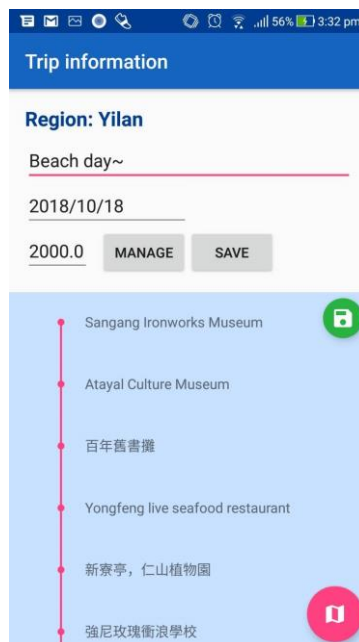 56% 3:32 pm
Trip information
Region: Yilan
Beach day~
2018/10/18
2000.0 MANAGE SAVE
Sangang Ironworks Museum
Atayal Culture Museum
百年舊書攤
Yongfeng live seafood restaurant
新寮亭，仁山植物園
強尼玫瑰衝浪學校